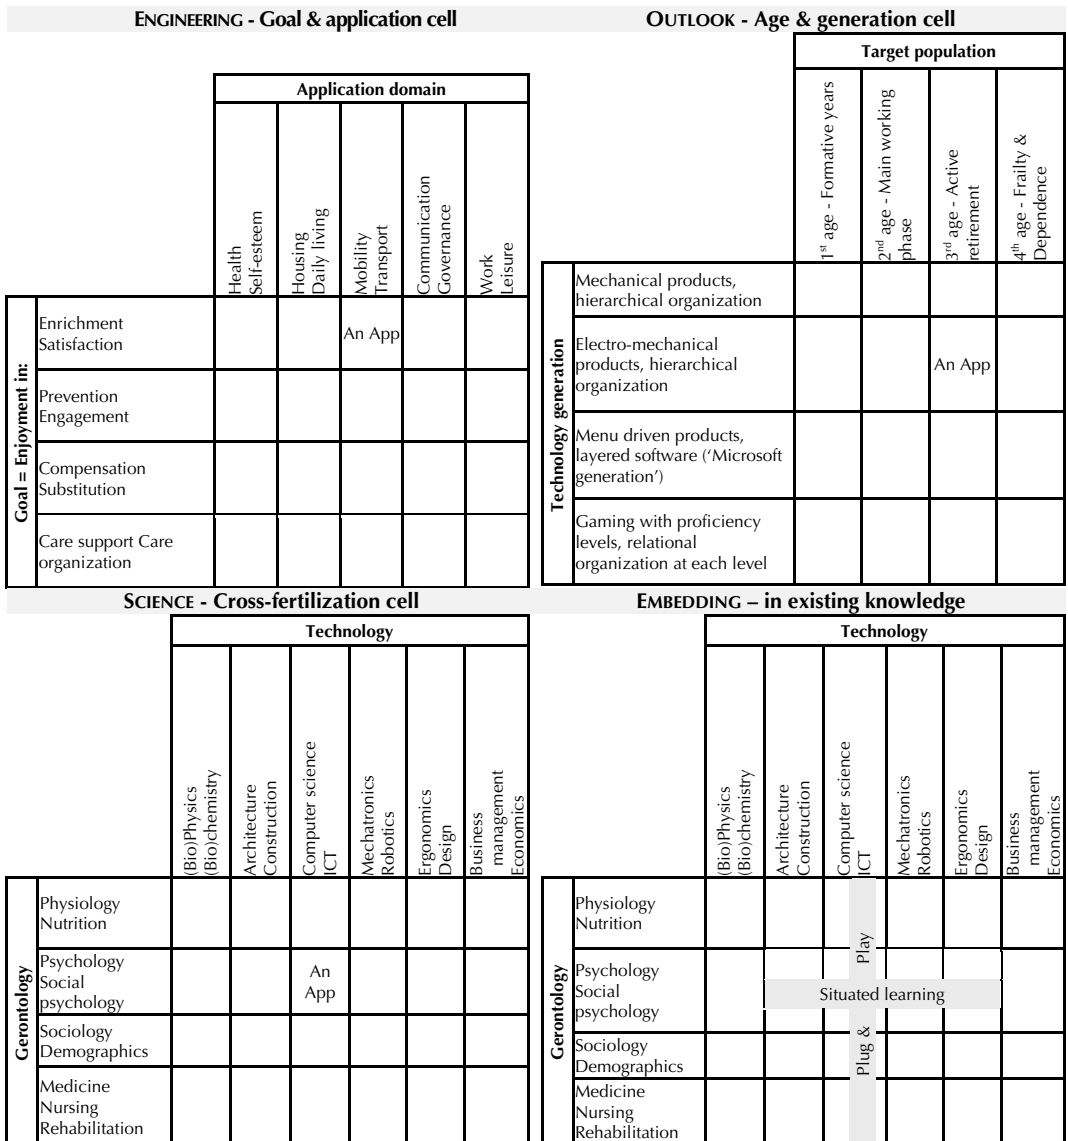 ENGINEERING - Goal & application cell
Application domain
Health
Self-esteem
Housing
Daily living
Mobility
Transport
Communication
Governance
Work
Leisure
Goal = Enjoyment in:
Enrichment
Satisfaction
An App
Prevention
Engagement
Compensation
Substitution
Care support Care
organization
OUTLOOK - Age & generation cell
Target population
1st age - Formative years
2nd age - Main working
phase
3rd age - Active
retirement
4th age - Frailty &
Dependence
Technology generation
Mechanical products,
hierarchical organization
Electro-mechanical
products, hierarchical
organization
An App
Menu driven products,
layered software (‘Microsoft
generation’)
Gaming with proficiency
levels, relational
organization at each level
SCIENCE - Cross-fertilization cell
Technology
(Bio)Physics
(Bio)chemistry
Architecture
Construction
Computer science
ICT
Mechatronics
Robotics
Ergonomics
Design
Business
management
Economics
Gerontology
Physiology
Nutrition
Psychology
Social
psychology
An
App
Sociology
Demographics
Medicine
Nursing
Rehabilitation
EMBEDDING – in existing knowledge
Technology
(Bio)Physics
(Bio)chemistry
Architecture
Construction
Computer science
ICT
Mechatronics
Robotics
Ergonomics
Design
Business
management
Economics
Gerontology
Physiology
Nutrition
Psychology
Social
psychology
Situated learning
Plug & Play
Sociology
Demographics
Medicine
Nursing
Rehabilitation